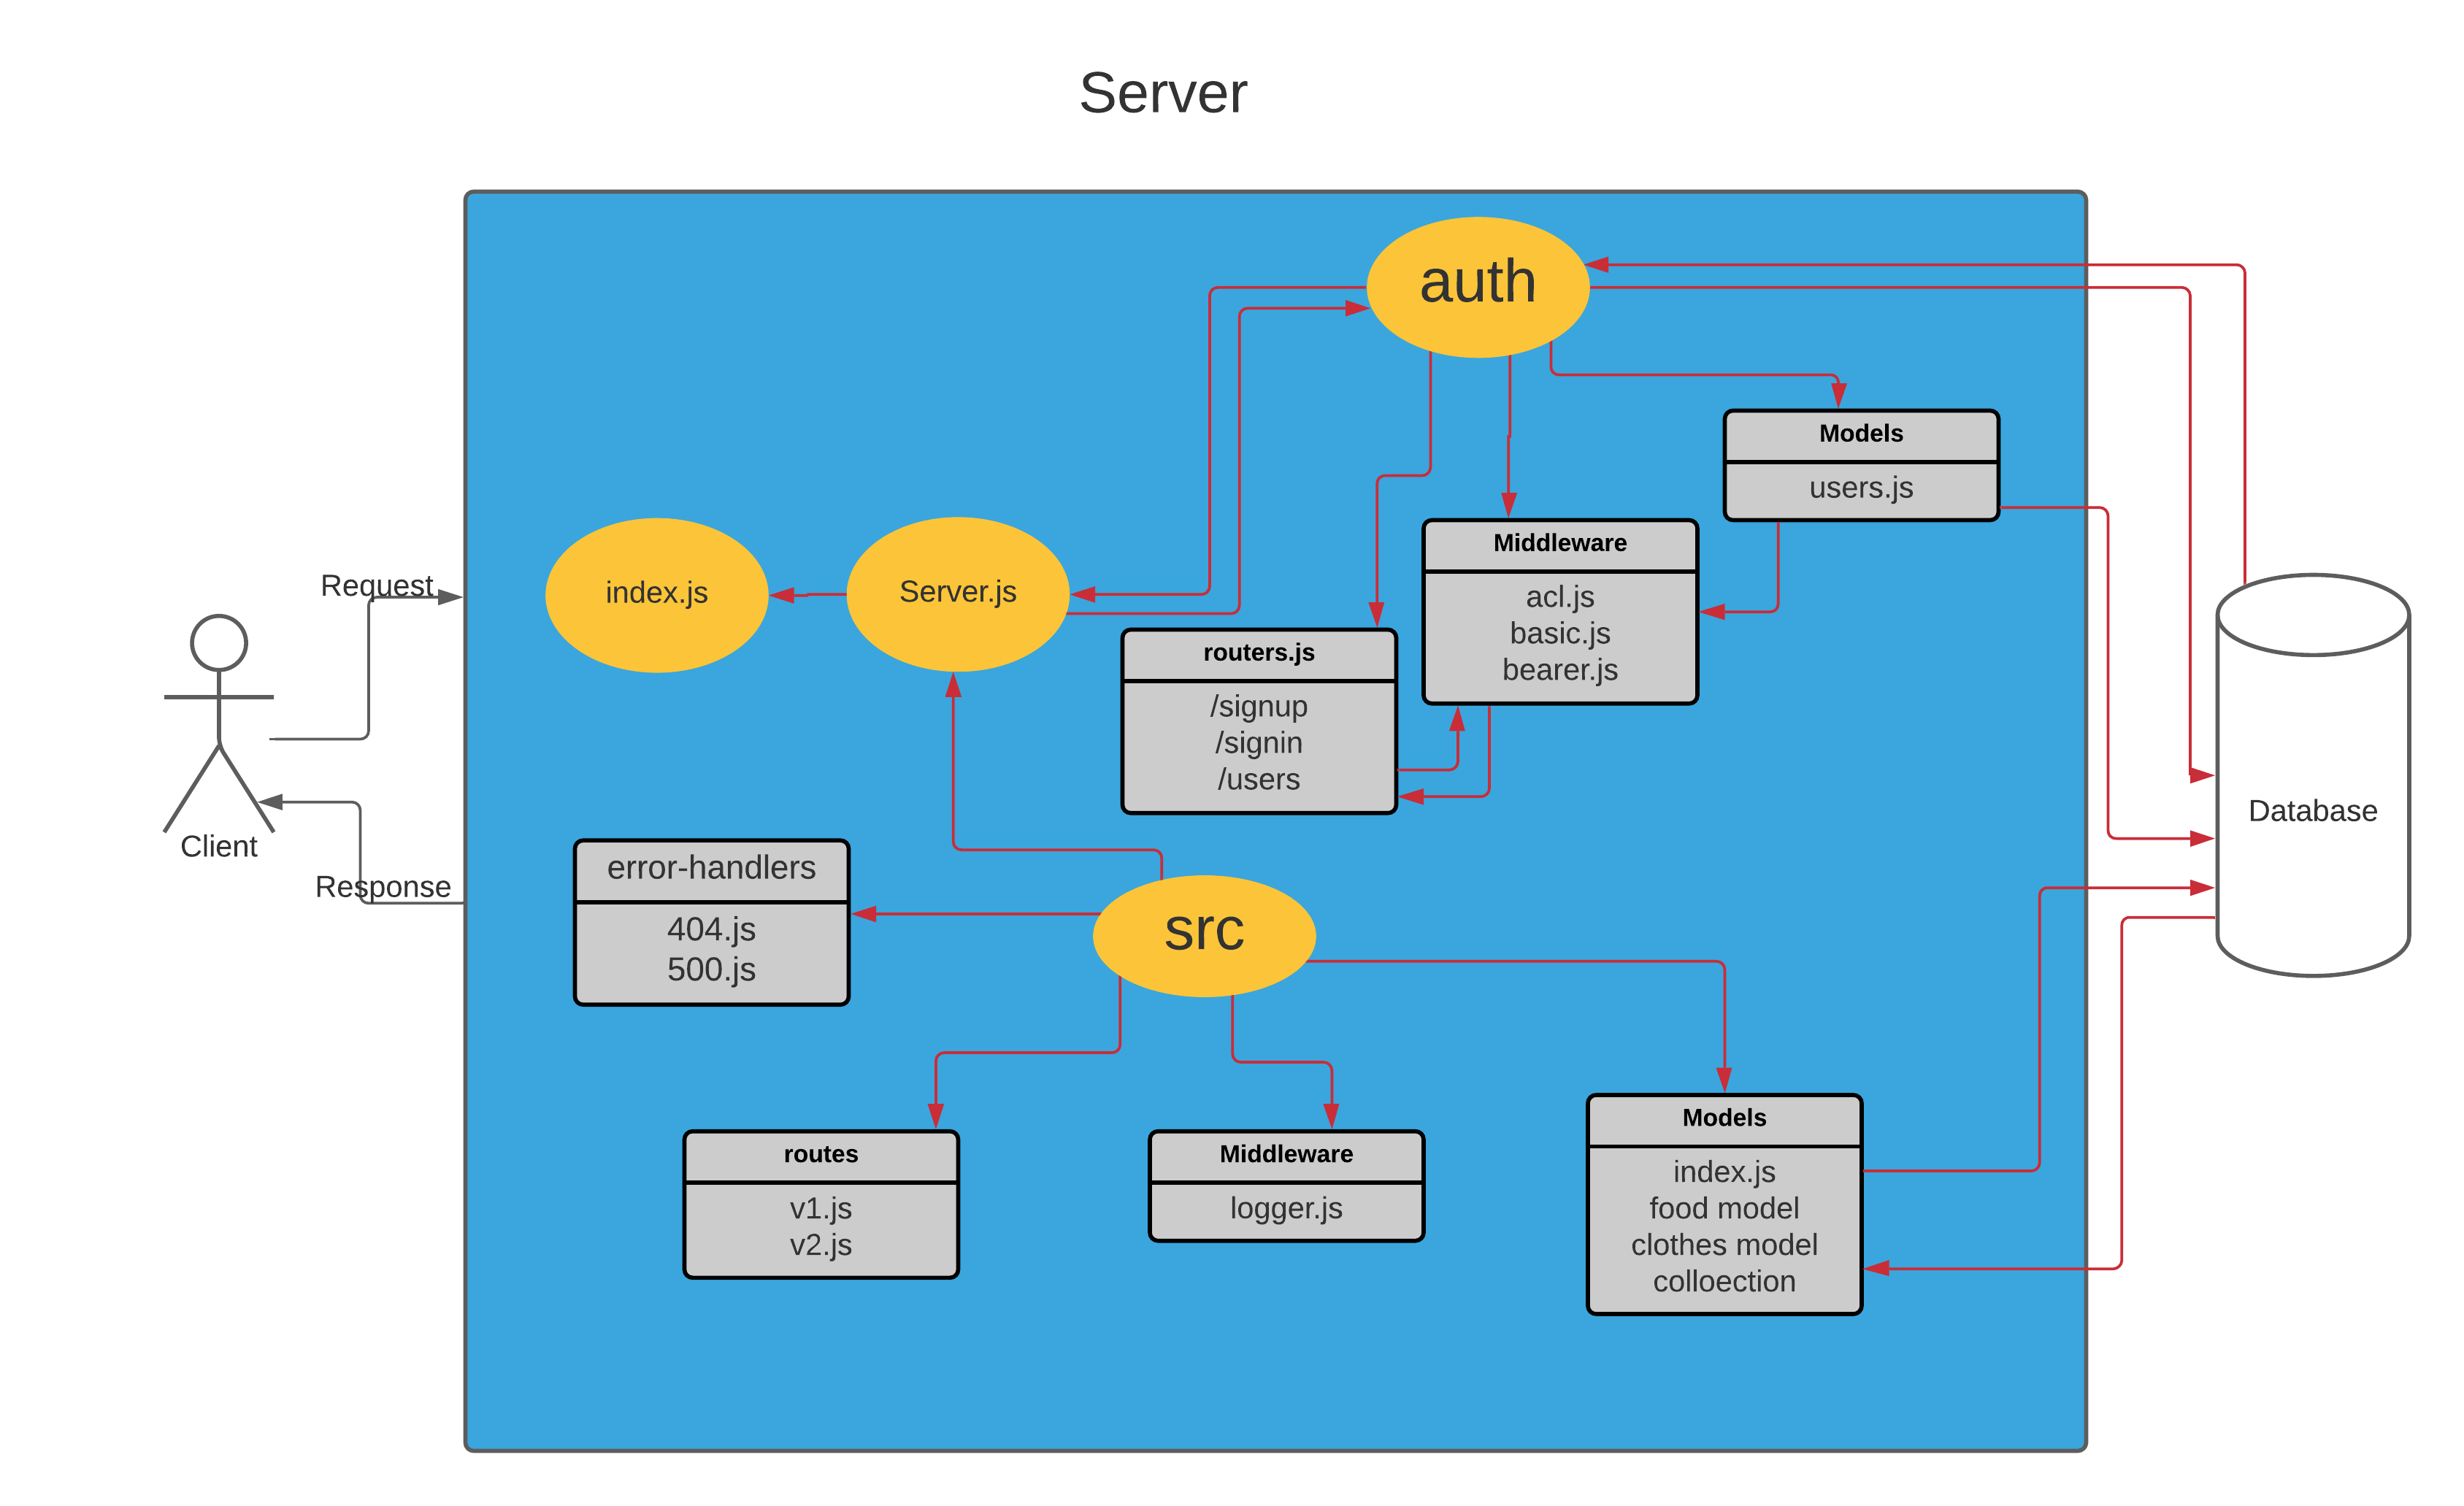 Server
auth
Models
users.js
Middleware
acl.js
basic.js
bearer.js
index.js
Server.js
Request
routers.js
/signup
/signin
/users
Client
Response
Database
error-handlers
404.js
500.js
src
routes
v1.js
v2.js
Middleware
logger.js
Models
index.js
food model
clothes model
colloection